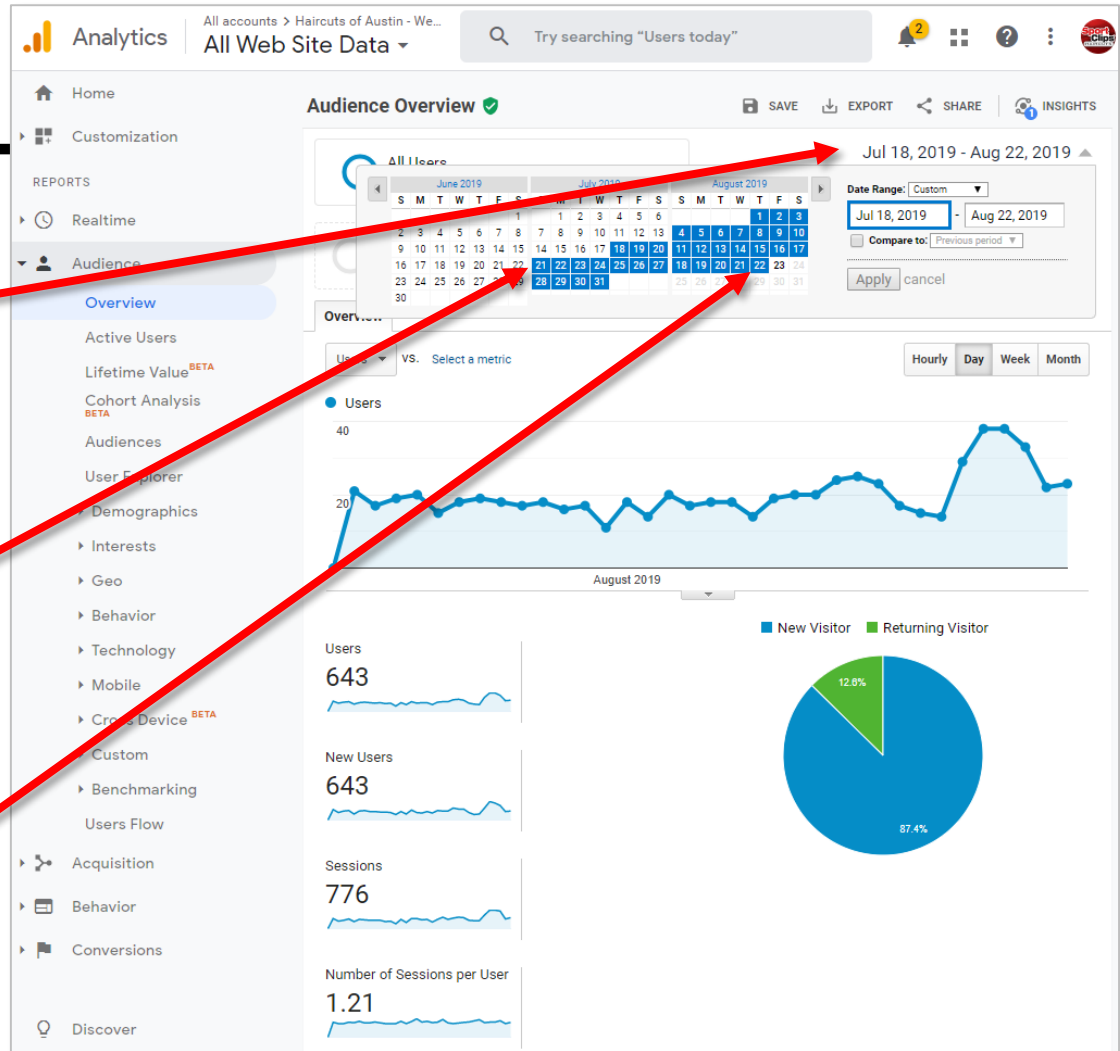 Analytics
All accounts > Haircuts of Austin - We...
All Web Site Data
Try searching “Users today”
2
Sport Clips
Home
Customization
REPORTS
Realtime
Audience
Overview
Active Users
Lifetime Value BETA
Cohort Analysis
BETA
Audiences
User Explorer
Demographics
Interests
Geo
Behavior
Technology
Mobile
Cross Device BETA
Custom
Benchmarking
Users Flow
Acquisition
Behavior
Conversions
Discover
Audience Overview
SAVE EXPORT SHARE 1 INSIGHTS
All Users
Jul 18, 2019 - Aug 22, 2019
June 2019
S M T W T F S
1
2 3 4 5 6 7 8
9 10 11 12 13 14 15
16 17 18 19 20 21 22
23 24 25 26 27 28 29
30
July 2019
M T W T F S
1 2 3 4 5 6
7 8 9 10 11 12 13
14 15 16 17 18 19 20
21 22 23 24 25 26 27
28 29 30 31
August 2019
S M T W T F S
1 2 3
4 5 6 7 8 9 10
11 12 13 14 15 16 17
18 19 20 21 22 23 24
25 26 29 30 31
Date Range: Custom
Jul 18, 2019 - Aug 22, 2019
Compare to: Previous period
Apply cancel
Overview
Users VS. Select a metric
Hourly Day Week Month
Users
40
20
August 2019
Users
643
New Users
643
Sessions
776
Number of Sessions per User
1.21
New Visitor Returning Visitor
12.6%
87.4%